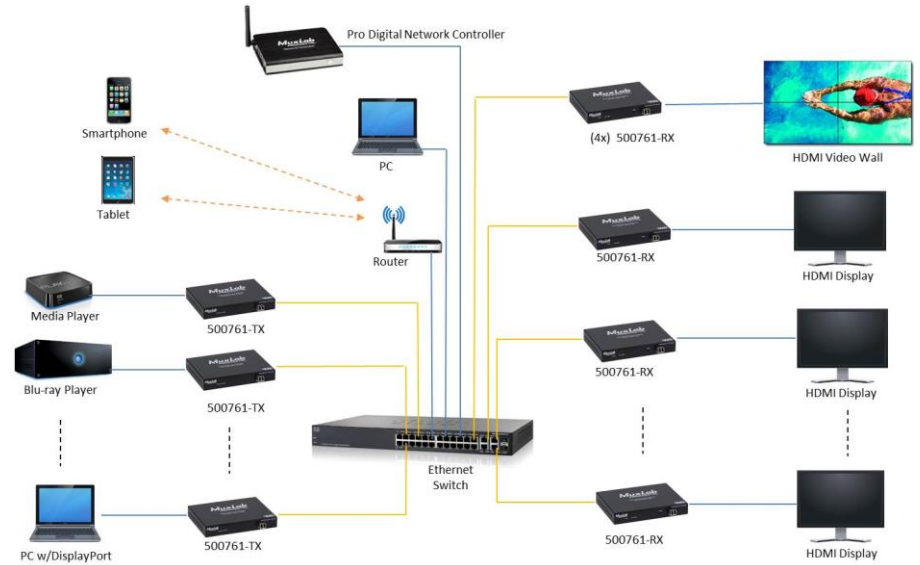 MuxLab
Pro Digital Network Controller
Smartphone
PC
MuxLab
(4x) 500761-RX
HDMI Video Wall
Tablet
Router
MuxLab
500761-RX
HDMI Display
Media Player
MuxLab
500761-TX
MuxLab
500761-RX
HDMI Display
Blu-ray Player
MuxLab
500761-TX
Ethernet
Switch
PC w/DisplayPort
MuxLab
500761-TX
MuxLab
500761-RX
HDMI Display